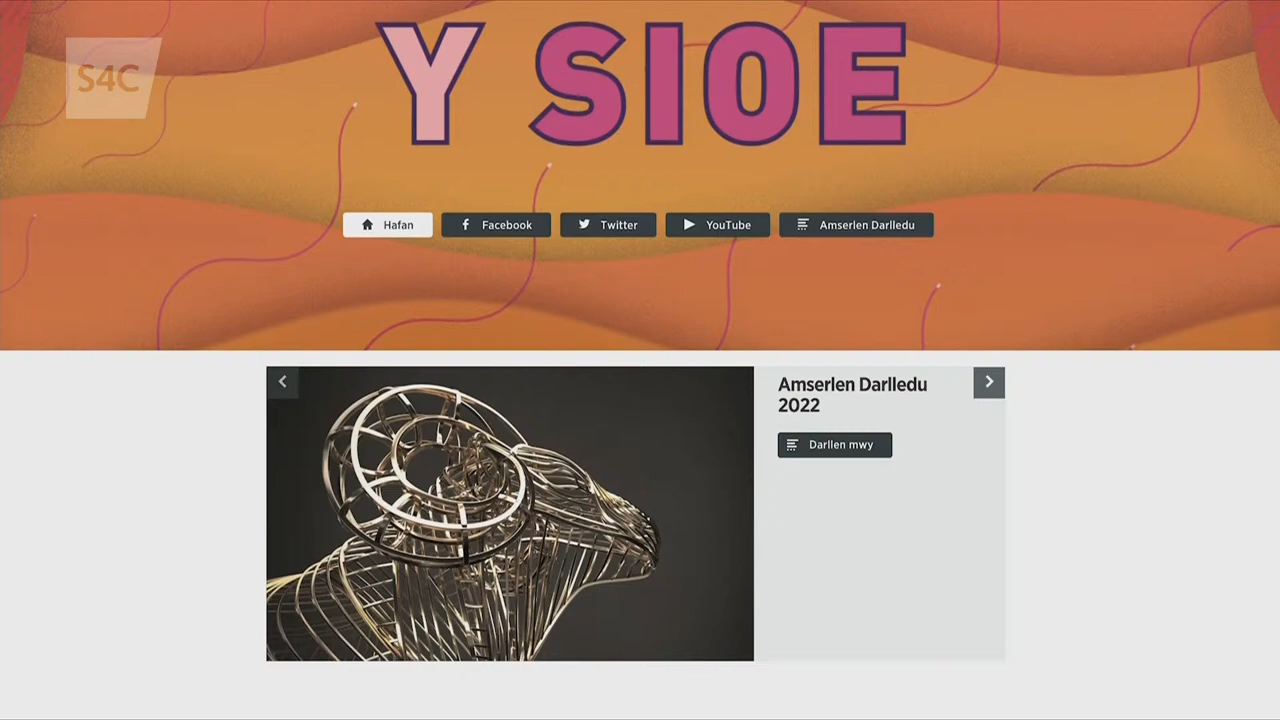 S4C
Y SIOE
Hafan
Facebook
Twitter
YouTube
Amserlen Darlledu
Amserlen Darlledu
2022
Darllen mwy